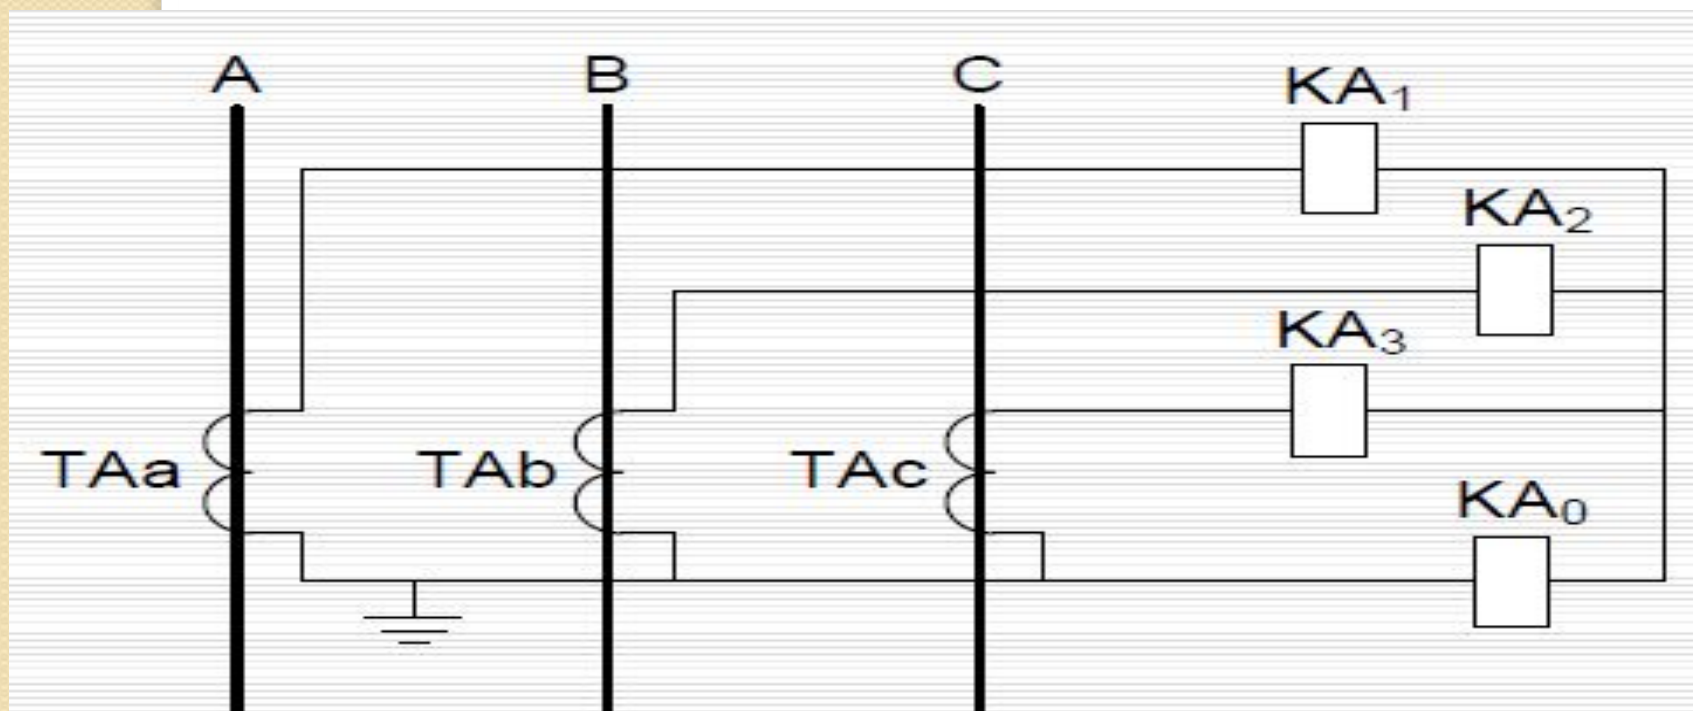 A B C KA₁
KA₂
KA₃
TAa TAb TAc
KA₀